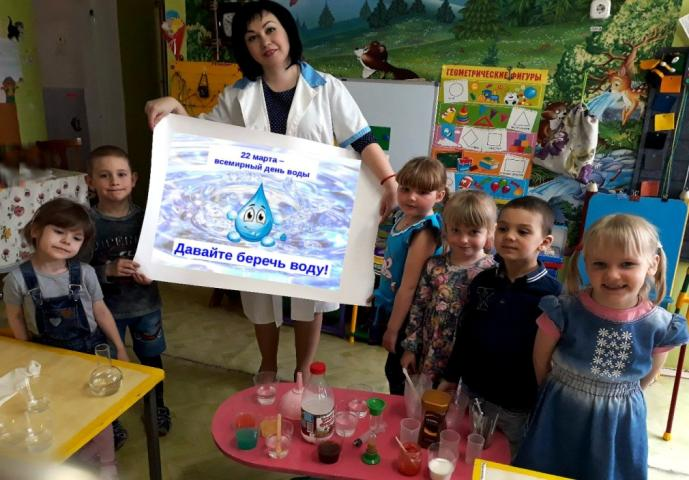 22 марта –
всемирный день воды
Давайте беречь воду!
ГЕОМЕТРИЧЕСКИЕ ФИГУРЫ